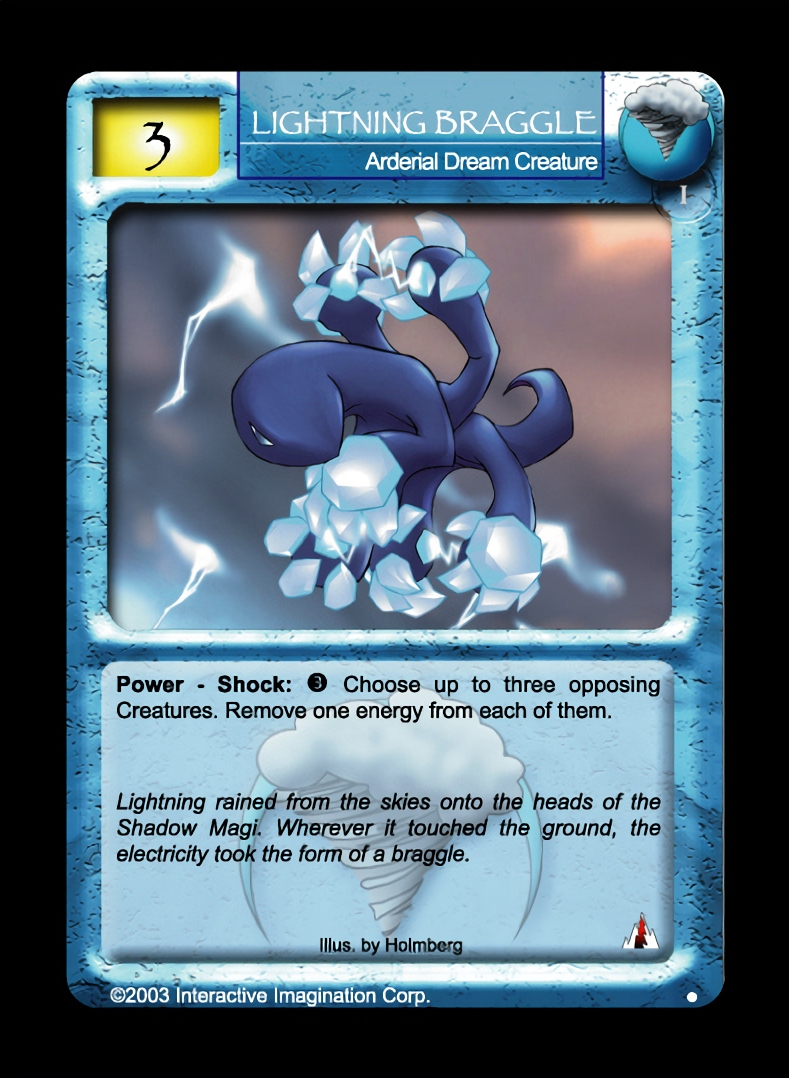 3
LIGHTNING BRAGGLE
Arderial Dream Creature
I
Power - Shock: ❸ Choose up to three opposing
Creatures. Remove one energy from each of them.
Lightning rained from the skies onto the heads of the
Shadow Magi. Wherever it touched the ground, the
electricity took the form of a braggle.
Illus. by Holmberg
©2003 Interactive Imagination Corp.